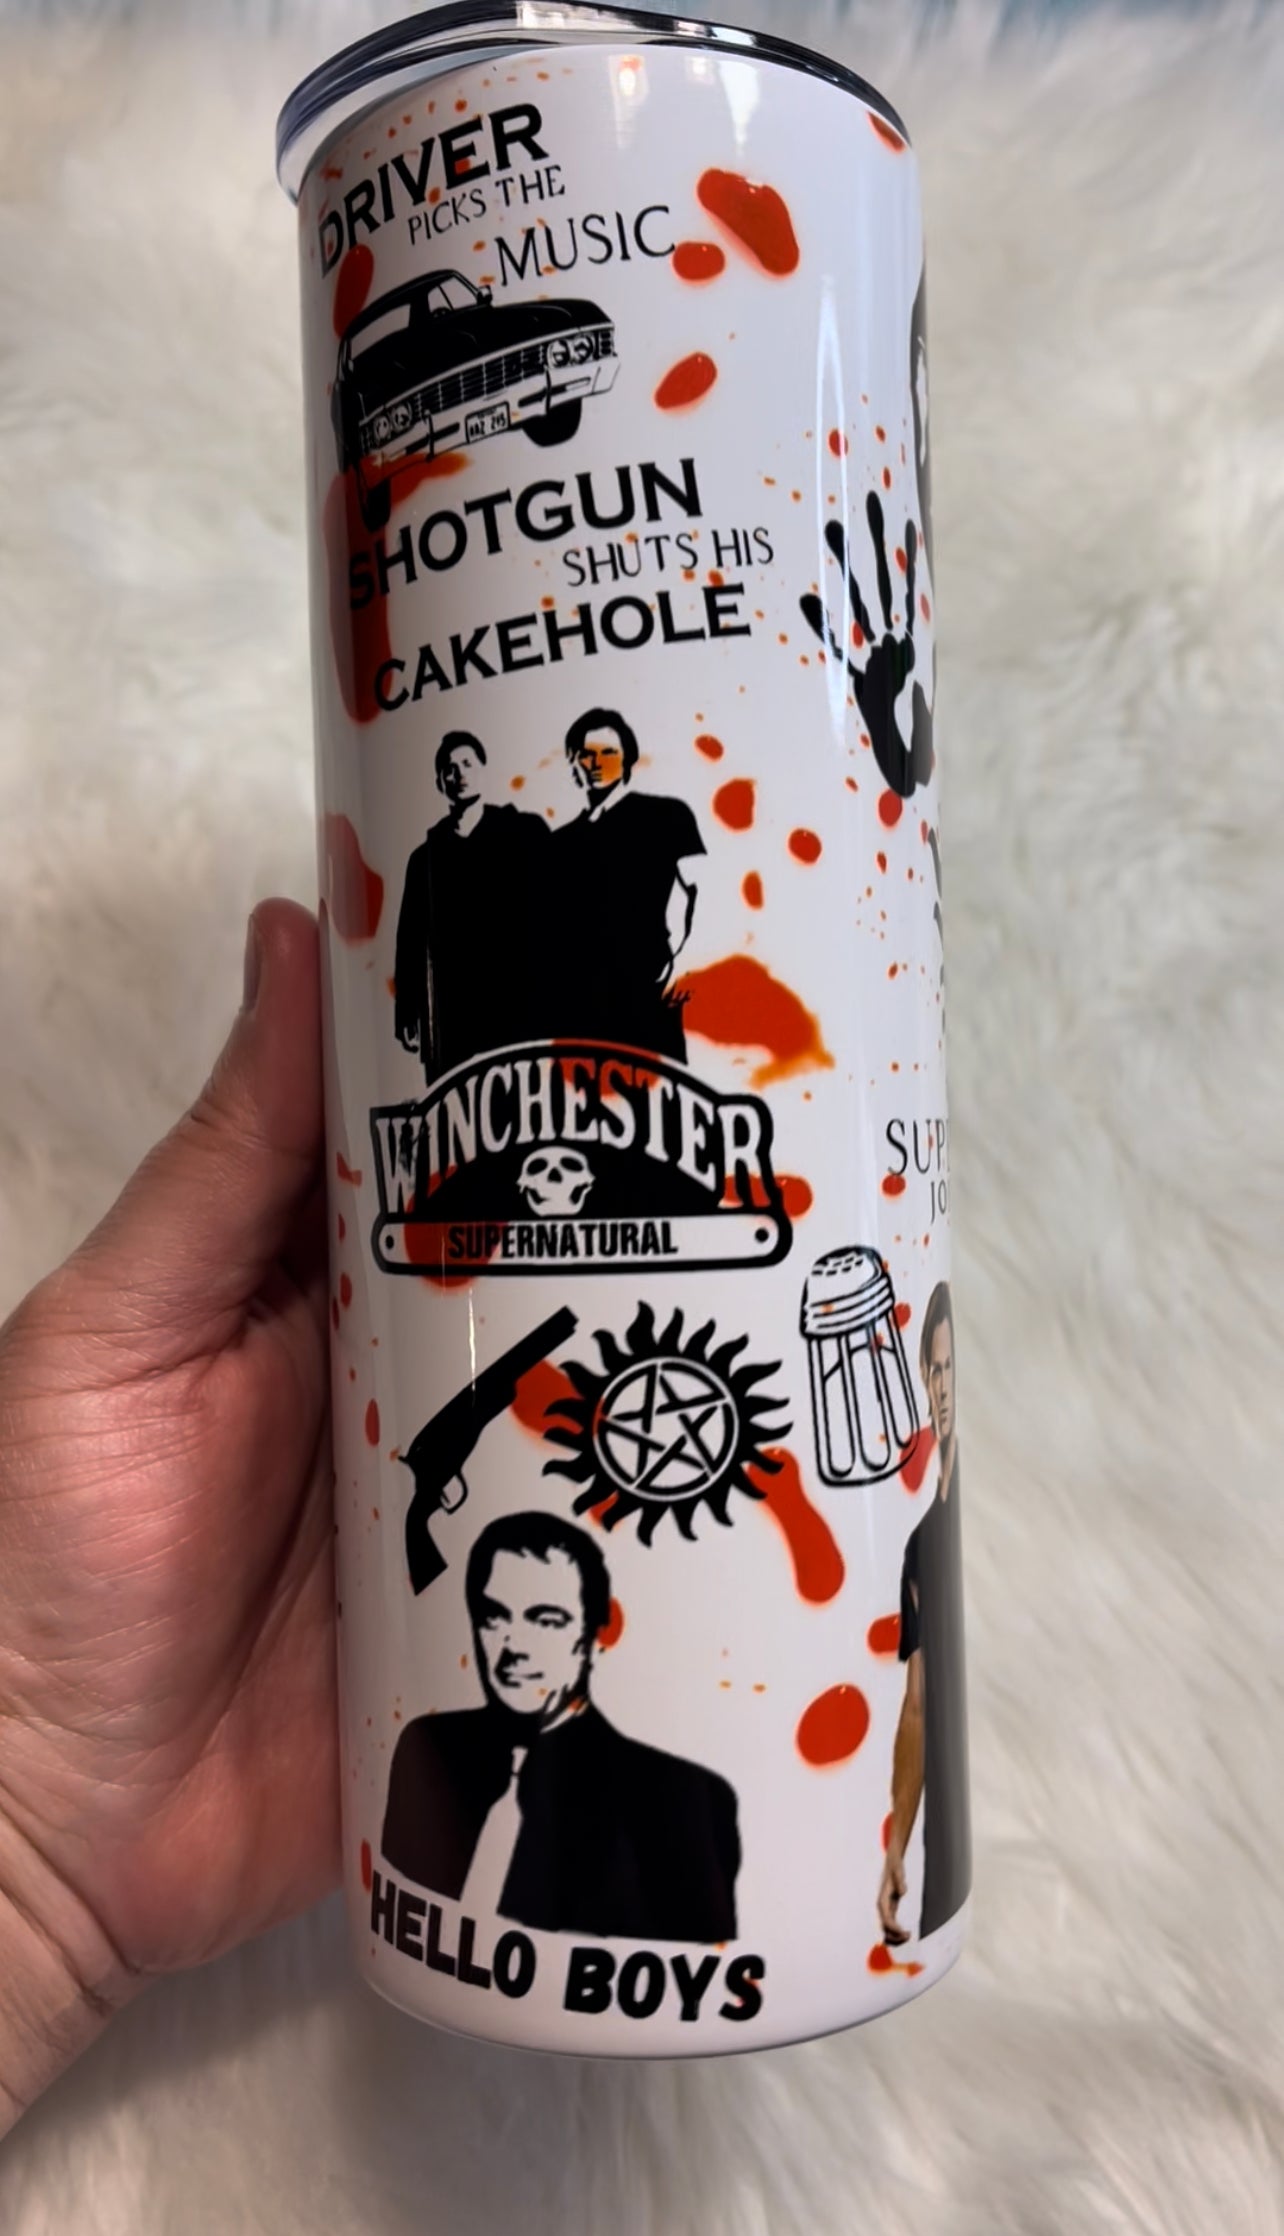 DRIVER
PICKS THE
MUSIC
SHOTGUN
SHUTS HIS
CAKEHOLE
WINCHESTER
SUPERNATURAL
HELLO BOYS